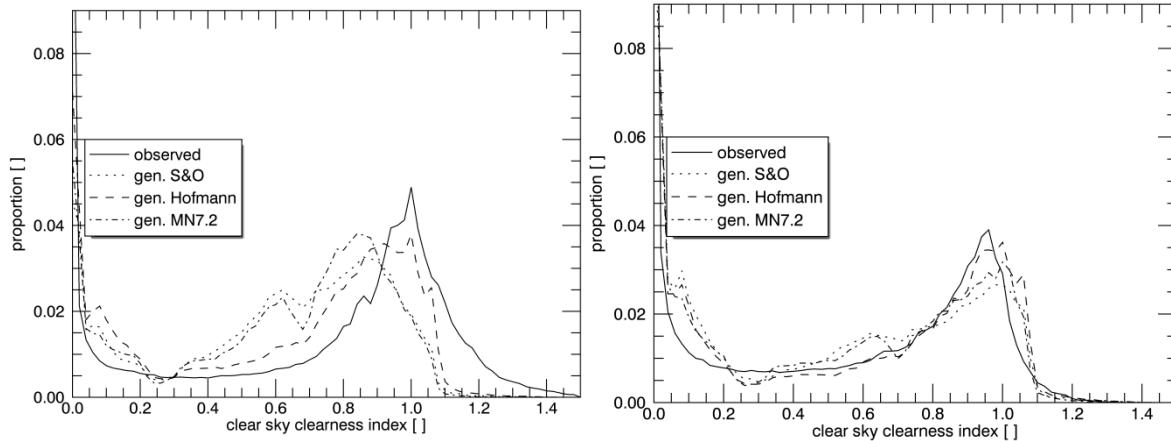 0.08
0.06
0.04
0.02
0.00
proportion [ ]
observed
gen. S&O
gen. Hofmann
gen. MN7.2
0.0 0.2 0.4 0.6 0.8 1.0 1.2 1.4
clear sky clearness index [ ]
0.08
0.06
0.04
0.02
0.00
proportion [ ]
observed
gen. S&O
gen. Hofmann
gen. MN7.2
0.0 0.2 0.4 0.6 0.8 1.0 1.2 1.4
clear sky clearness index [ ]